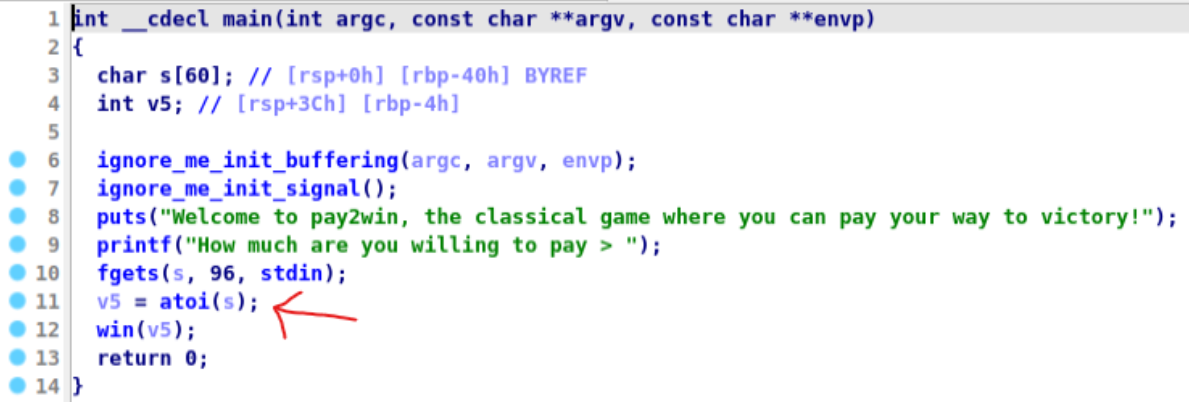 1 int __cdecl main(int argc, const char **argv, const char **envp)
2 {
3 char s[60]; // [rsp+0h] [rbp-40h] BYREF
4 int v5; // [rsp+3Ch] [rbp-4h]
5
6 ignore_me_init_buffering(argc, argv, envp);
7 ignore_me_init_signal();
8 puts("Welcome to pay2win, the classical game where you can pay your way to victory!");
9 printf("How much are you willing to pay > ");
10 fgets(s, 96, stdin);
11 v5 = atoi(s);
12 win(v5);
13 return 0;
14 }